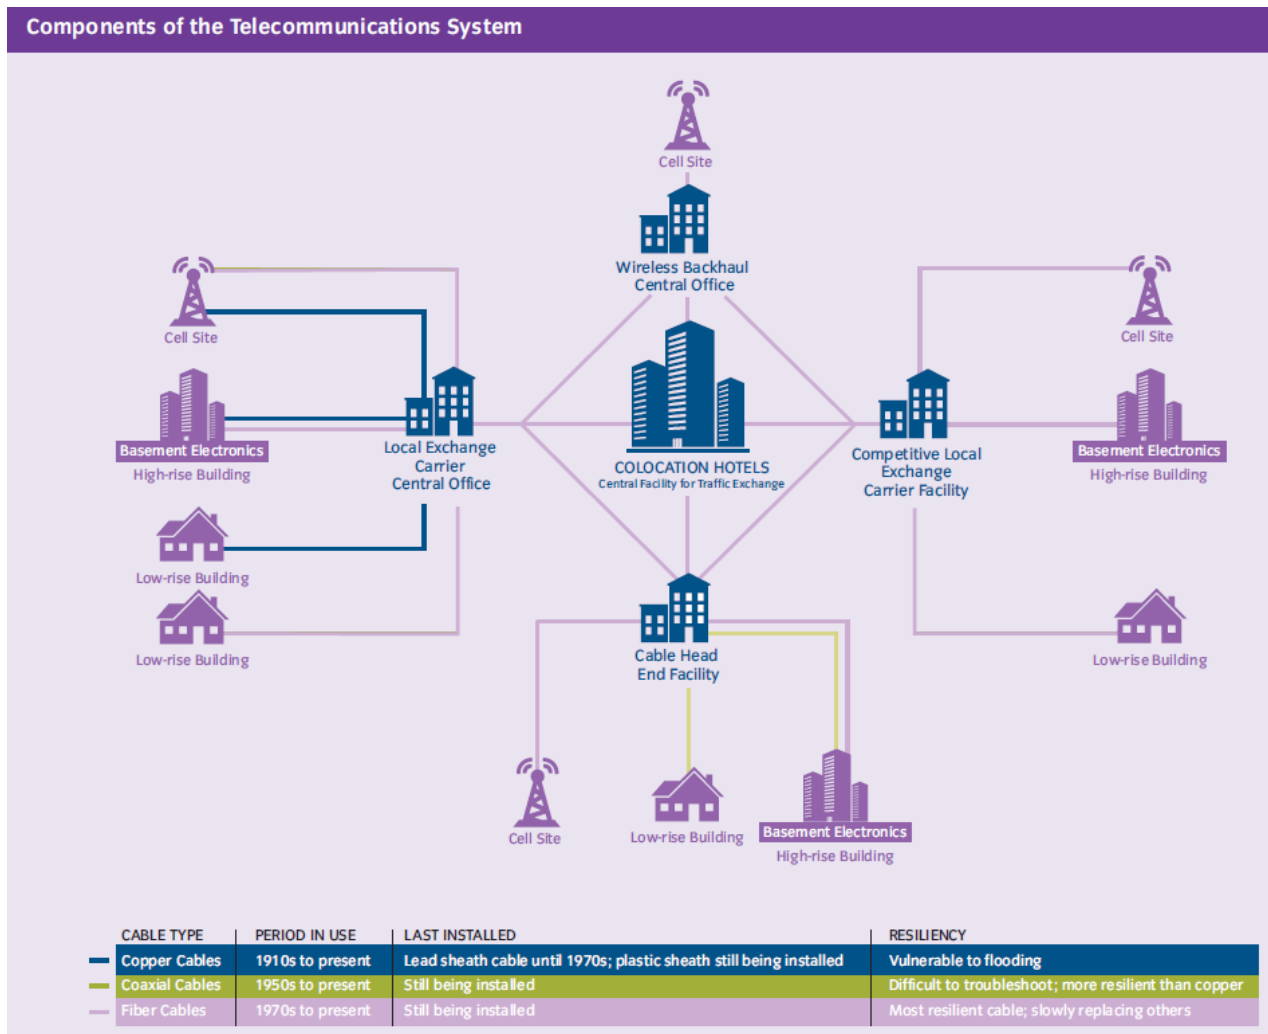 Components of the Telecommunications System
Cell Site
Wireless Backhaul
Central Office
Cell Site
Cell Site
Basement Electronics
High-rise Building
Local Exchange
Carrier
Central Office
COLOCATION HOTELS
Central Facility for Traffic Exchange
Competitive Local
Exchange
Carrier Facility
Basement Electronics
High-rise Building
Low-rise Building
Low-rise Building
Cable Head
End Facility
Low-rise Building
Cell Site
Low-rise Building
Basement Electronics
High-rise Building
CABLE TYPE PERIOD IN USE LAST INSTALLED RESILIENCY
Copper Cables 1910s to present Lead sheath cable until 1970s; plastic sheath still being installed Vulnerable to flooding
Coaxial Cables 1950s to present Still being installed Difficult to troubleshoot; more resilient than copper
Fiber Cables 1970s to present Still being installed Most resilient cable; slowly replacing others